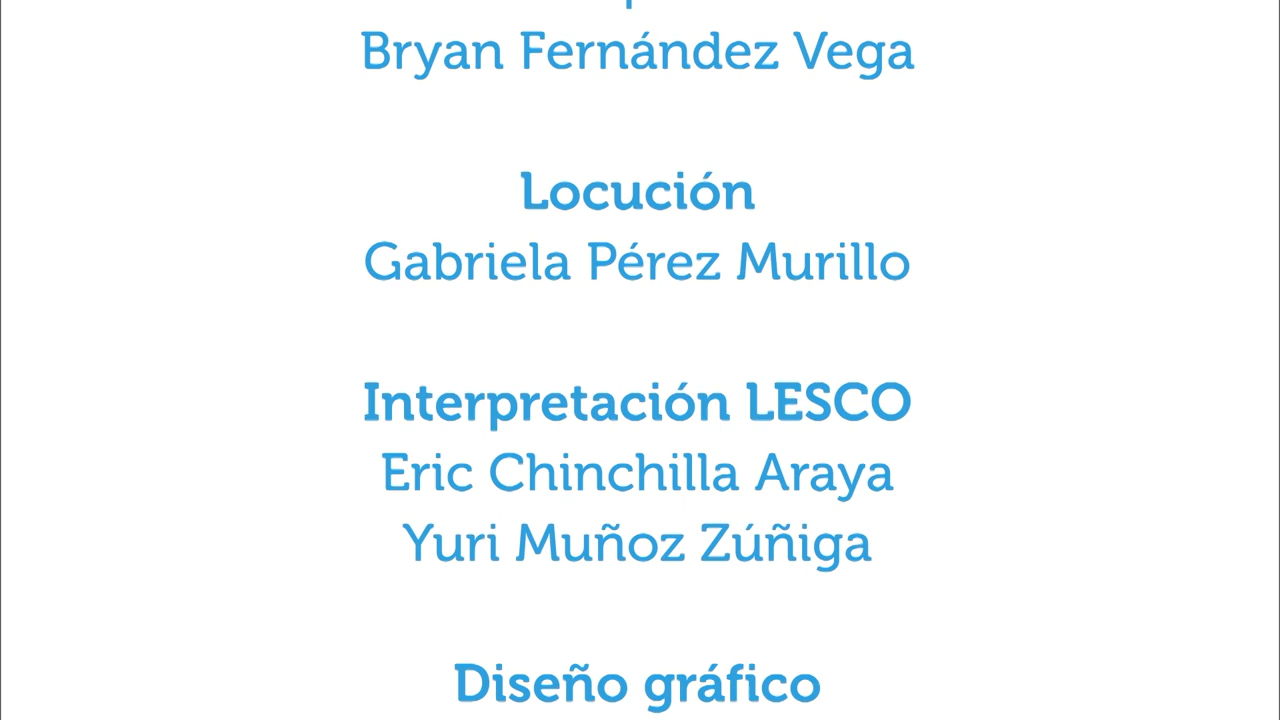 Bryan Fernández Vega
Locución
Gabriela Pérez Murillo
Interpretación LESCO
Eric Chinchilla Araya
Yuri Muñoz Zúñiga
Diseño gráfico